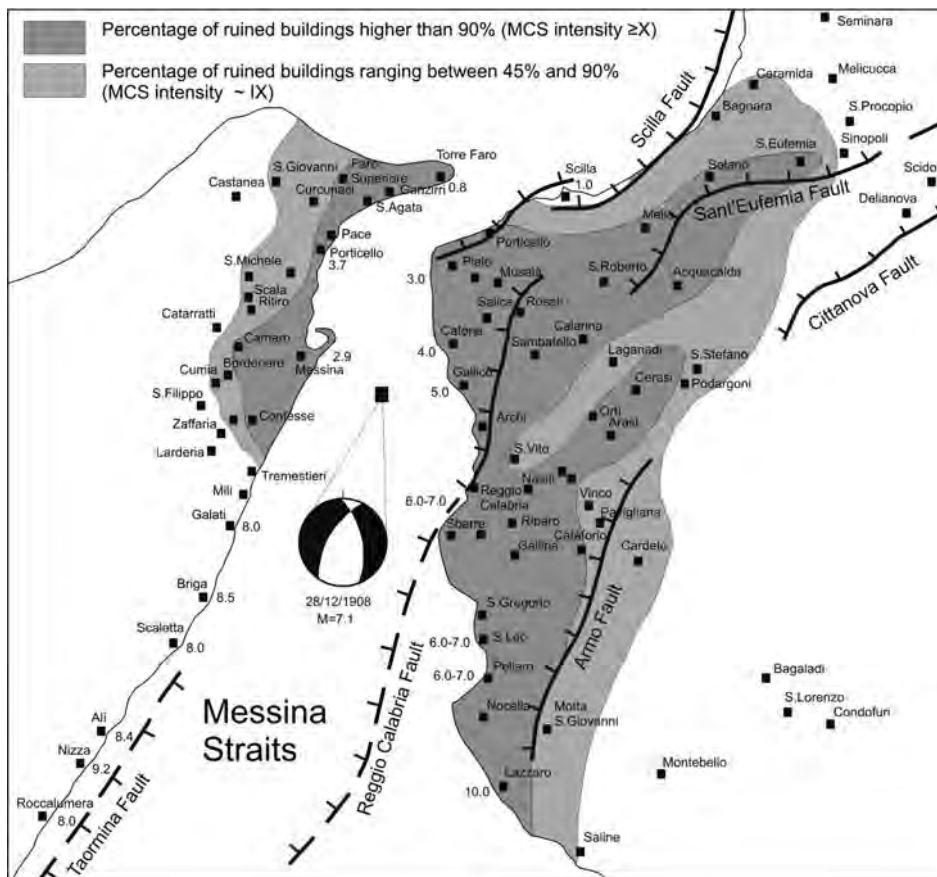 Percentage of ruined buildings higher than 90% (MCS intensity ≥X)
Percentage of ruined buildings ranging between 45% and 90%
(MCS intensity ~ IX)
Seminara
Ceramida
Melicucca
Bagnara
S.Procopio
Scilla Fault
Sinopoli
S.Eufemia
Solano
Scido
Sant'Eufemia Fault
Delianova
Cittanova Fault
Scilla
1.0
Torre Faro
0.8
Faro
Superiore
Ganzirri
S.Giovanni
Castanea
Curcuraci
S.Agata
Pace
Porticello
3.7
S.Michele
Scala
Ritiro
Catarratti
Camaro
Messina
2.9
Bordonaro
Cumia
S.Filippo
Contesse
Zaffaria
Larderia
Tremestieri
Mili
Galati
8.0
Briga
8.5
Scaletta
8.0
Alì
8.4
Nizza
9.2
Roccalumera
8.0
Taormina Fault
Messina
Straits
28/12/1908
M=7.1
Reggio Calabria Fault
Porticello
Melia
Piale
Musala
3.0
S.Roberto
Acquacalda
Salice
Rosali
Catona
4.0
Sambatello
Calanna
Laganadi
S.Stefano
Gallico
5.0
Cerasi
Podargoni
Archi
Orti
Arasi
S.Vito
Nasiti
Reggio
Calabria
6.0-7.0
Vinco
Pavigliana
Sbarre
Riparo
Cataforio
Gallina
Cardeto
S.Gregorio
S.Leo
6.0-7.0
Arno Fault
Pellaro
6.0-7.0
Nocella
Motta
S.Giovanni
Lazzaro
10.0
Saline
Montebello
Bagaladi
S.Lorenzo
Condofuri